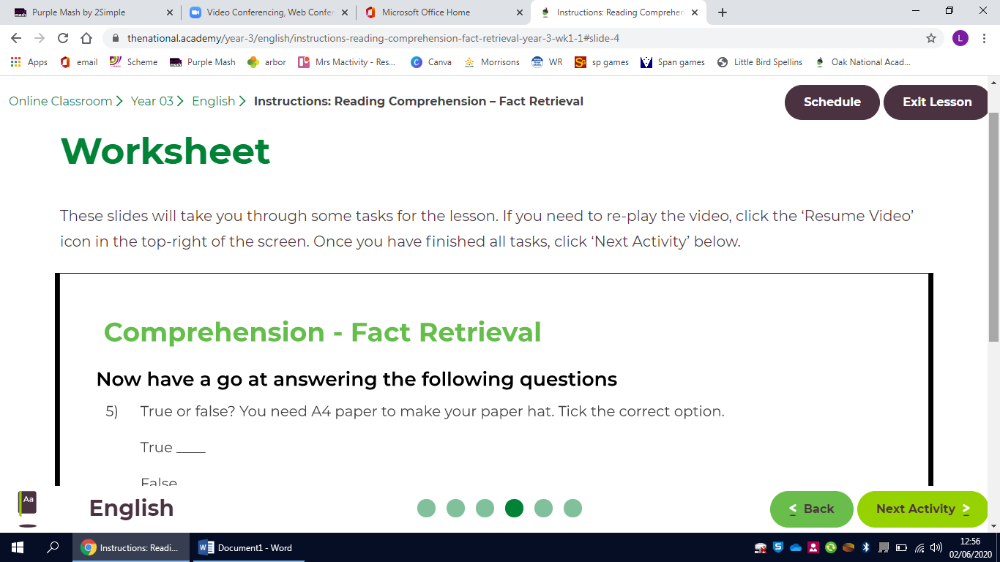 Purple Mash by 2Simple
Video Conferencing, Web Confer
Microsoft Office Home
Instructions: Reading Comprehen
thenational.academy/year-3/english/instructions-reading-comprehension-fact-retrieval-year-3-wk1-1#slide-4
L
Apps
email
Scheme
Purple Mash
arbor
Mrs Mactivity - Res...
Canva
Morrisons
WR
sp games
Span games
Little Bird Spellins
Oak National Acad...
Online Classroom > Year 03 > English > Instructions: Reading Comprehension – Fact Retrieval
Schedule
Exit Lesson
Worksheet
These slides will take you through some tasks for the lesson. If you need to re-play the video, click the ‘Resume Video’
icon in the top-right of the screen. Once you have finished all tasks, click ‘Next Activity’ below.
Comprehension - Fact Retrieval
Now have a go at answering the following questions
5) True or false? You need A4 paper to make your paper hat. Tick the correct option.
True ____
False
Aa
English
< Back
Next Activity >
Instructions: Readi...
Document1 - Word
12:56
02/06/2020